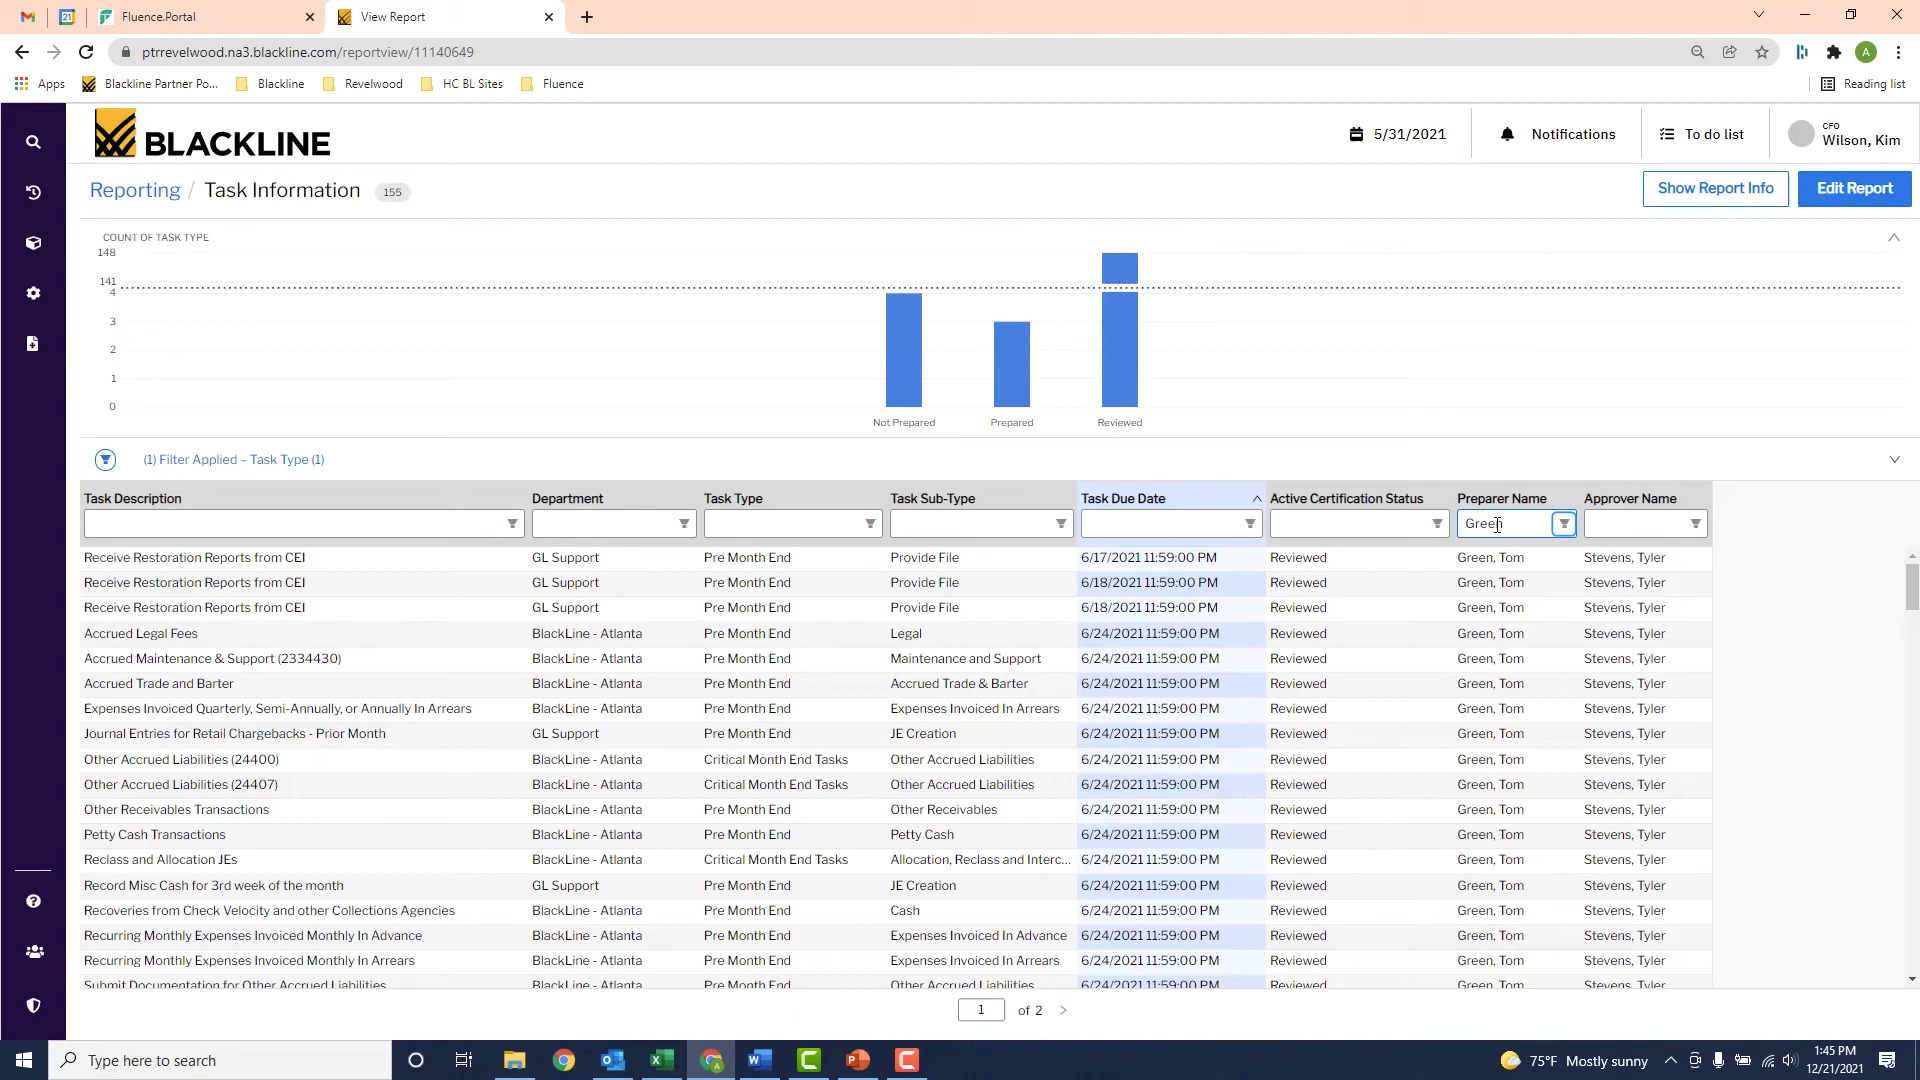 21
Fluence.Portal
View Report
ptrrevelwood.na3.blackline.com/reportview/11140649
A
Apps
Blackline Partner Po...
Blackline
Revelwood
HC BL Sites
Fluence
Reading list
BLACKLINE
5/31/2021
Notifications
To do list
CFO
Wilson, Kim
Reporting / Task Information 155
Show Report Info
Edit Report
COUNT OF TASK TYPE
148
141
4
3
2
1
0
Not Prepared
Prepared
Reviewed
(1) Filter Applied – Task Type (1)
Task Description Department Task Type Task Sub-Type Task Due Date Active Certification Status Preparer Name Approver Name
Green
Receive Restoration Reports from CEI GL Support Pre Month End Provide File 6/17/2021 11:59:00 PM Reviewed Green, Tom Stevens, Tyler
Receive Restoration Reports from CEI GL Support Pre Month End Provide File 6/18/2021 11:59:00 PM Reviewed Green, Tom Stevens, Tyler
Receive Restoration Reports from CEI GL Support Pre Month End Provide File 6/18/2021 11:59:00 PM Reviewed Green, Tom Stevens, Tyler
Accrued Legal Fees BlackLine - Atlanta Pre Month End Legal 6/24/2021 11:59:00 PM Reviewed Green, Tom Stevens, Tyler
Accrued Maintenance & Support (2334430) BlackLine - Atlanta Pre Month End Maintenance and Support 6/24/2021 11:59:00 PM Reviewed Green, Tom Stevens, Tyler
Accrued Trade and Barter BlackLine - Atlanta Pre Month End Accrued Trade & Barter 6/24/2021 11:59:00 PM Reviewed Green, Tom Stevens, Tyler
Expenses Invoiced Quarterly, Semi-Annually, or Annually In Arrears BlackLine - Atlanta Pre Month End Expenses Invoiced In Arrears 6/24/2021 11:59:00 PM Reviewed Green, Tom Stevens, Tyler
Journal Entries for Retail Chargebacks - Prior Month GL Support Pre Month End JE Creation 6/24/2021 11:59:00 PM Reviewed Green, Tom Stevens, Tyler
Other Accrued Liabilities (24400) BlackLine - Atlanta Critical Month End Tasks Other Accrued Liabilities 6/24/2021 11:59:00 PM Reviewed Green, Tom Stevens, Tyler
Other Accrued Liabilities (24407) BlackLine - Atlanta Critical Month End Tasks Other Accrued Liabilities 6/24/2021 11:59:00 PM Reviewed Green, Tom Stevens, Tyler
Other Receivables Transactions BlackLine - Atlanta Pre Month End Other Receivables 6/24/2021 11:59:00 PM Reviewed Green, Tom Stevens, Tyler
Petty Cash Transactions BlackLine - Atlanta Pre Month End Petty Cash 6/24/2021 11:59:00 PM Reviewed Green, Tom Stevens, Tyler
Reclass and Allocation JEs BlackLine - Atlanta Critical Month End Tasks Allocation, Reclass and Interc... 6/24/2021 11:59:00 PM Reviewed Green, Tom Stevens, Tyler
Record Misc Cash for 3rd week of the month GL Support Pre Month End JE Creation 6/24/2021 11:59:00 PM Reviewed Green, Tom Stevens, Tyler
Recoveries from Check Velocity and other Collections Agencies BlackLine - Atlanta Pre Month End Cash 6/24/2021 11:59:00 PM Reviewed Green, Tom Stevens, Tyler
Recurring Monthly Expenses Invoiced Monthly In Advance BlackLine - Atlanta Pre Month End Expenses Invoiced In Advance 6/24/2021 11:59:00 PM Reviewed Green, Tom Stevens, Tyler
Recurring Monthly Expenses Invoiced Monthly In Arrears BlackLine - Atlanta Pre Month End Expenses Invoiced In Arrears 6/24/2021 11:59:00 PM Reviewed Green, Tom Stevens, Tyler
Submit Documentation for Other Accrued Liabilities BlackLine - Atlanta Pre Month End Other Accrued Liabilities 6/24/2021 11:59:00 PM Reviewed Green, Tom Stevens, Tyler
1 of 2
Type here to search
75°F Mostly sunny
1:45 PM
12/21/2021